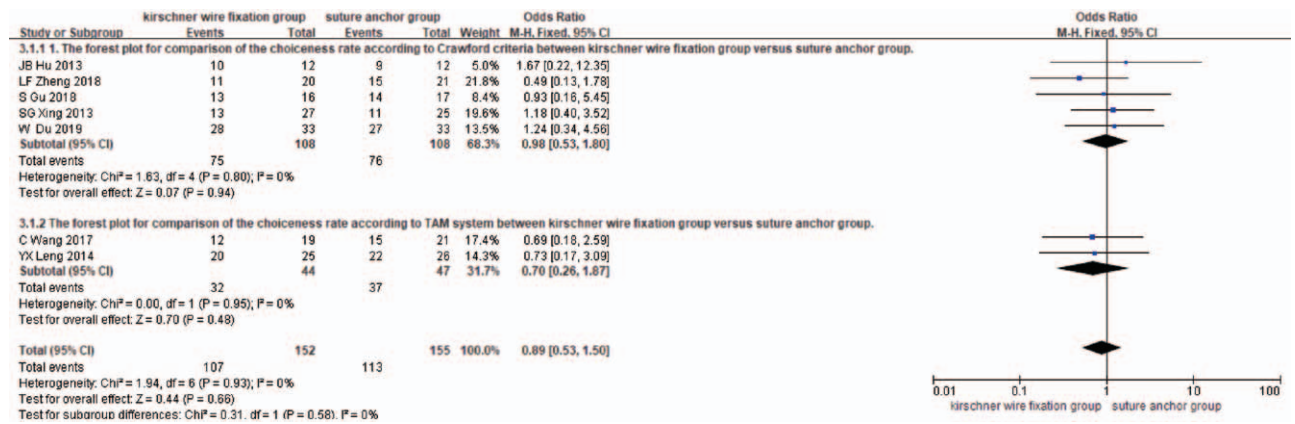 kirschner wire fixation group suture anchor group Odds Ratio Odds Ratio
Study or Subgroup Events Total Events Total Weight M-H, Fixed, 95% CI M-H, Fixed, 95% CI
3.1.1 1. The forest plot for comparison of the choiceness rate according to Crawford criteria between kirschner wire fixation group versus suture anchor group.
JB Hu 2013 10 12 9 12 5.0% 1.67 [0.22, 12.35]
LF Zheng 2018 11 20 15 21 21.8% 0.49 [0.13, 1.78]
S Gu 2018 13 16 14 17 8.4% 0.93 [0.16, 5.45]
SG Xing 2013 13 27 11 25 19.6% 1.18 [0.40, 3.52]
W Du 2019 28 33 27 33 13.5% 1.24 [0.34, 4.56]
Subtotal (95% CI) 108 108 68.3% 0.98 [0.53, 1.80]
Total events 75 76
Heterogeneity: Chi² = 1.63, df = 4 (P = 0.80); I² = 0%
Test for overall effect: Z = 0.07 (P = 0.94)
3.1.2 The forest plot for comparison of the choiceness rate according to TAM system between kirschner wire fixation group versus suture anchor group.
C Wang 2017 12 19 15 21 17.4% 0.69 [0.18, 2.59]
YX Leng 2014 20 25 22 26 14.3% 0.73 [0.17, 3.09]
Subtotal (95% CI) 44 47 31.7% 0.70 [0.26, 1.87]
Total events 32 37
Heterogeneity: Chi² = 0.00, df = 1 (P = 0.95); I² = 0%
Test for overall effect: Z = 0.70 (P = 0.48)
Total (95% CI) 152 155 100.0% 0.89 [0.53, 1.50]
Total events 107 113
Heterogeneity: Chi² = 1.94, df = 6 (P = 0.93); I² = 0%
Test for overall effect: Z = 0.44 (P = 0.66)
Test for subgroup differences: Chi² = 0.31, df = 1 (P = 0.58), I² = 0%
0.01 0.1 1 10 100
kirschner wire fixation group suture anchor group